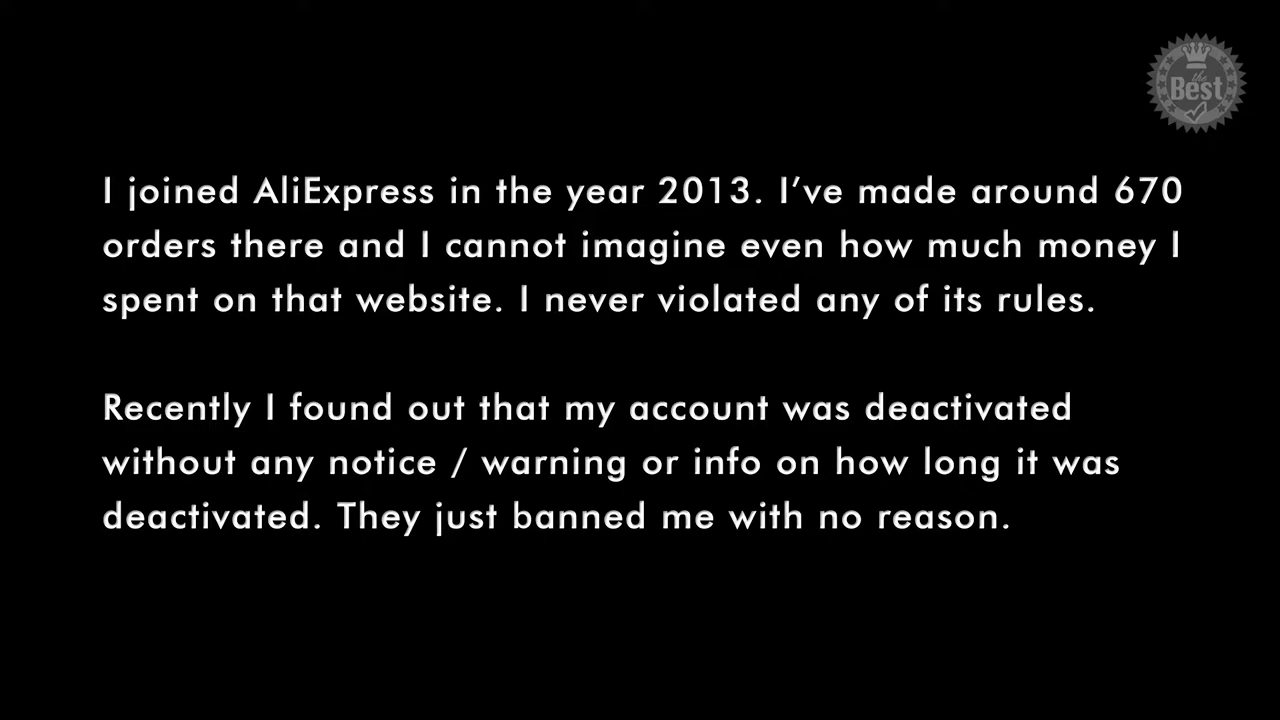 the
Best
I joined AliExpress in the year 2013. I’ve made around 670
orders there and I cannot imagine even how much money I
spent on that website. I never violated any of its rules.
Recently I found out that my account was deactivated
without any notice / warning or info on how long it was
deactivated. They just banned me with no reason.